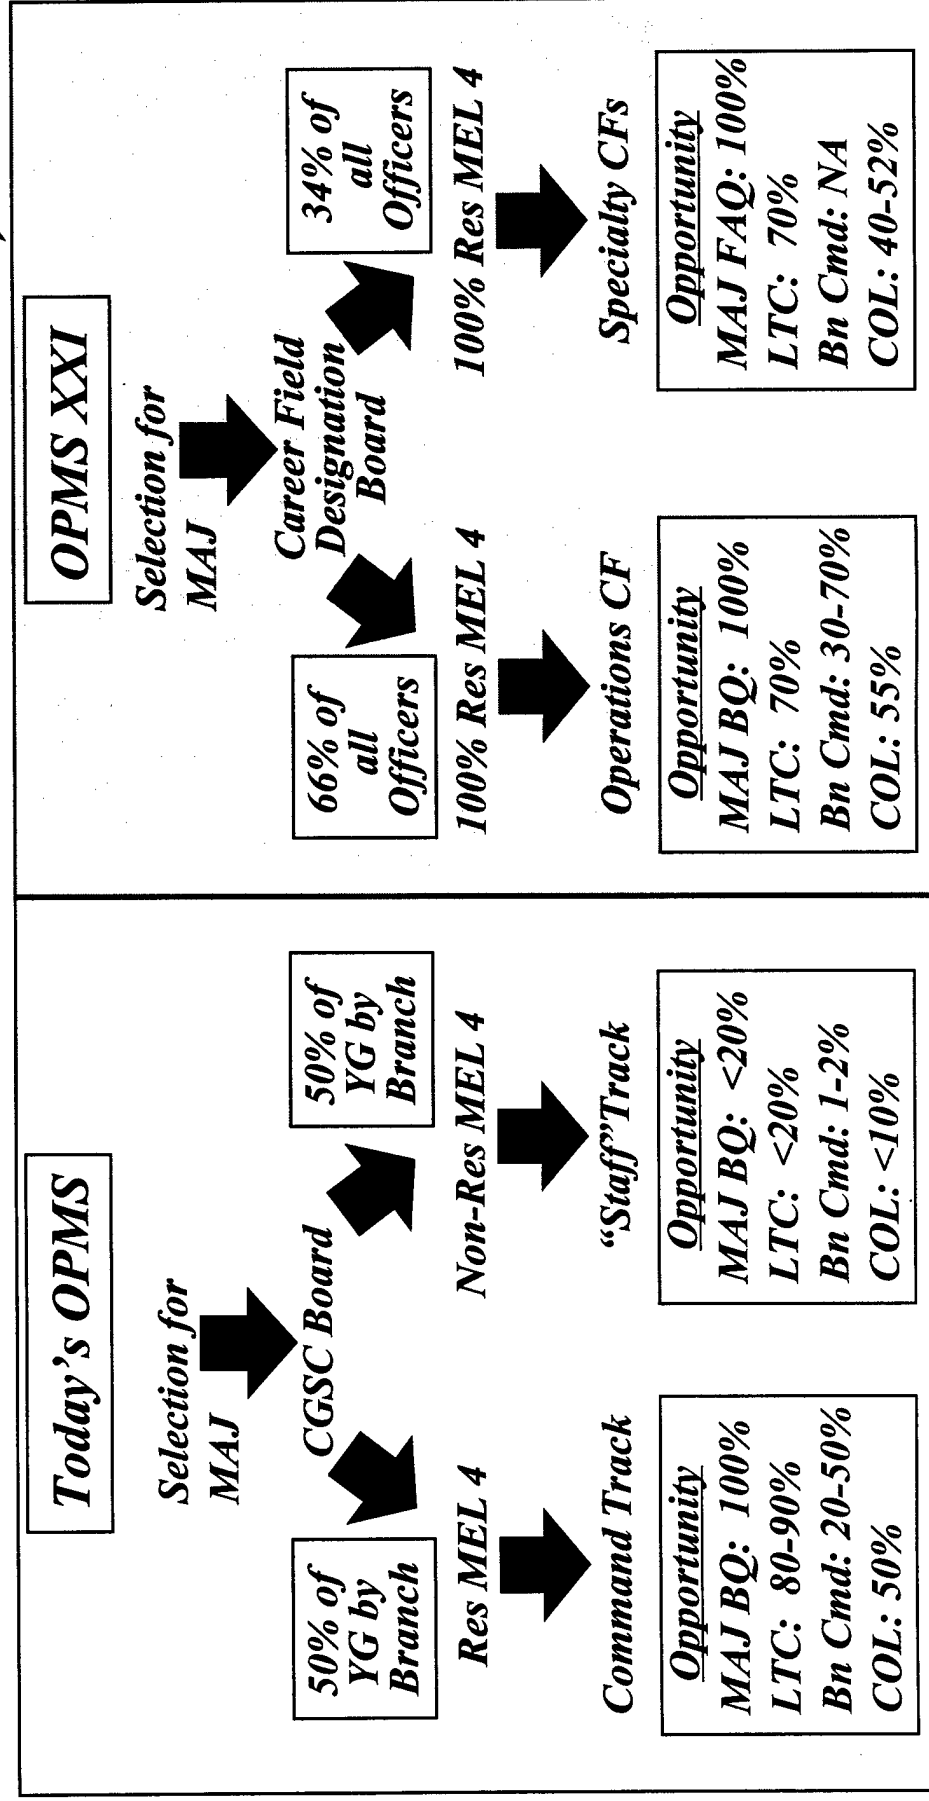 Today's OPMS
Selection for
MAJ
CGSC Board
50% of
YG by
Branch
50% of
YG by
Branch
Res MEL 4
Non-Res MEL 4
Command Track
“Staff”Track
Opportunity
MAJ BQ: 100%
LTC: 80-90%
Bn Cmd: 20-50%
COL: 50%
Opportunity
MAJ BQ: <20%
LTC: <20%
Bn Cmd: 1-2%
COL: <10%
OPMS XXI
Selection for
MAJ
Career Field
Designation
Board
66% of
all
Officers
34% of
all
Officers
100% Res MEL 4
100% Res MEL 4
Operations CF
Specialty CFs
Opportunity
MAJ BQ: 100%
LTC: 70%
Bn Cmd: 30-70%
COL: 55%
Opportunity
MAJ FAQ: 100%
LTC: 70%
Bn Cmd: NA
COL: 40-52%